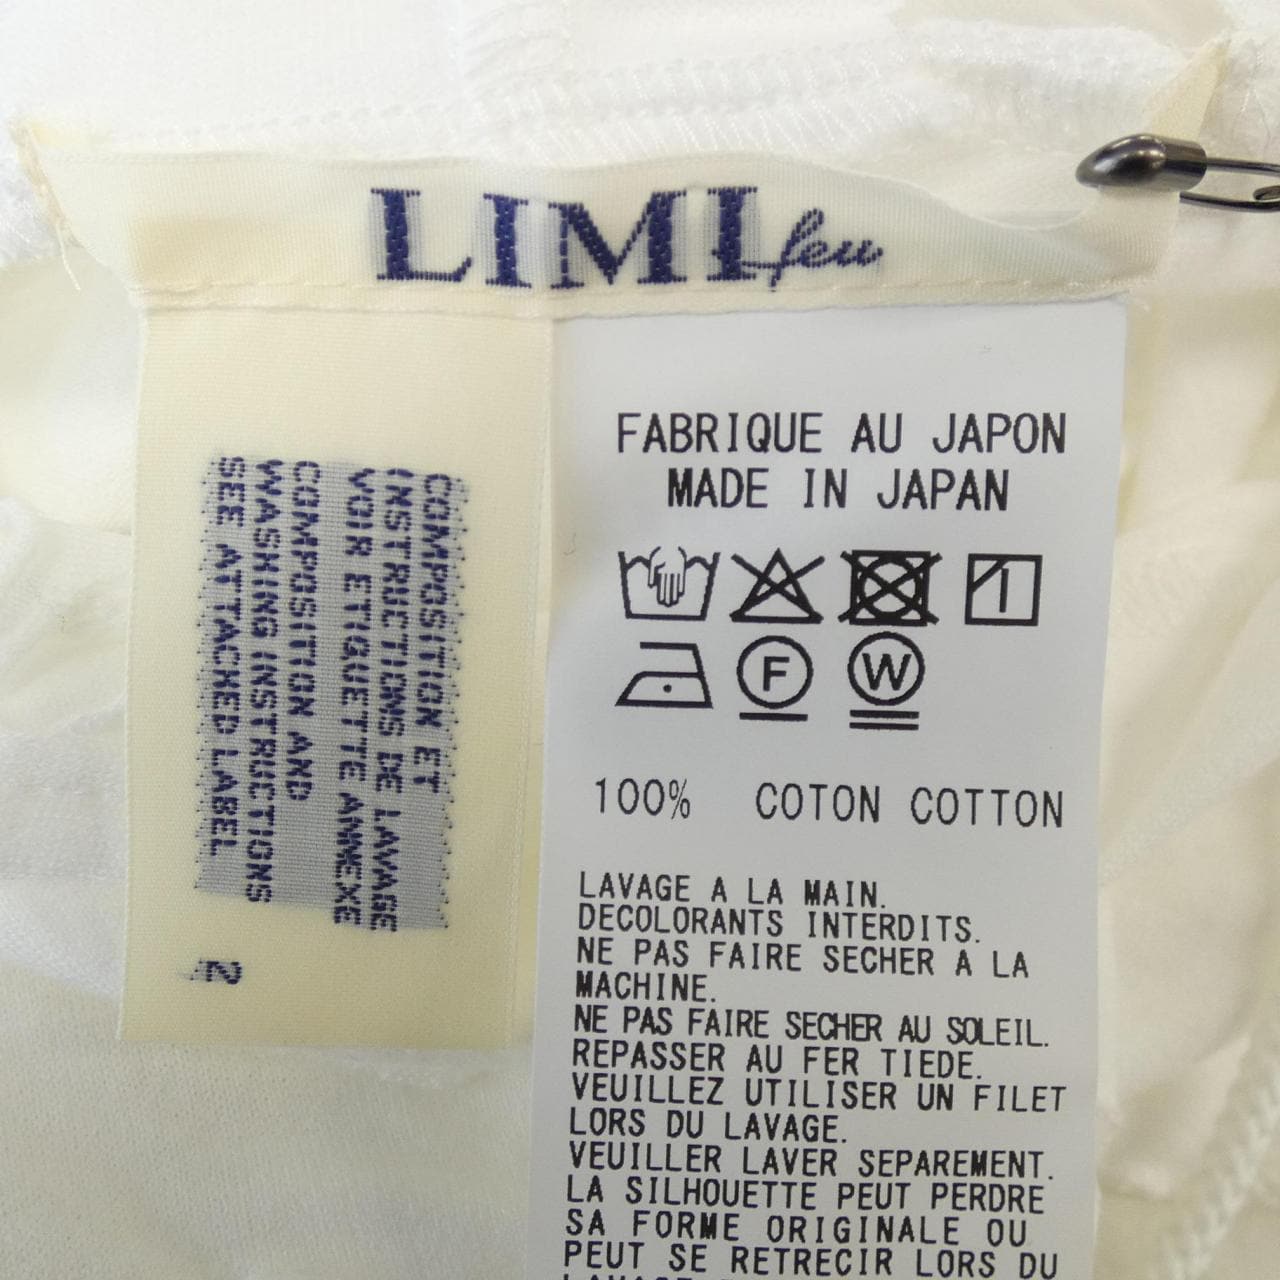 LIMI feu
COMPOSITION ET
INSTRUCTIONS DE LAVAGE
VOIR ETIQUETTE ANNEXE
COMPOSITION AND
WASHING INSTRUCTIONS
SEE ATTACKED LABEL
2
FABRIQUE AU JAPON
MADE IN JAPAN
F W
100% COTON COTTON
LAVAGE A LA MAIN.
DECOLORANTS INTERDITS.
NE PAS FAIRE SECHER A LA
MACHINE.
NE PAS FAIRE SECHER AU SOLEIL.
REPASSER AU FER TIEDE.
VEUILLEZ UTILISER UN FILET
LORS DU LAVAGE.
VEUILLER LAVER SEPAREMENT.
LA SILHOUETTE PEUT PERDRE
SA FORME ORIGINALE OU
PEUT SE RETRECIR LORS DU